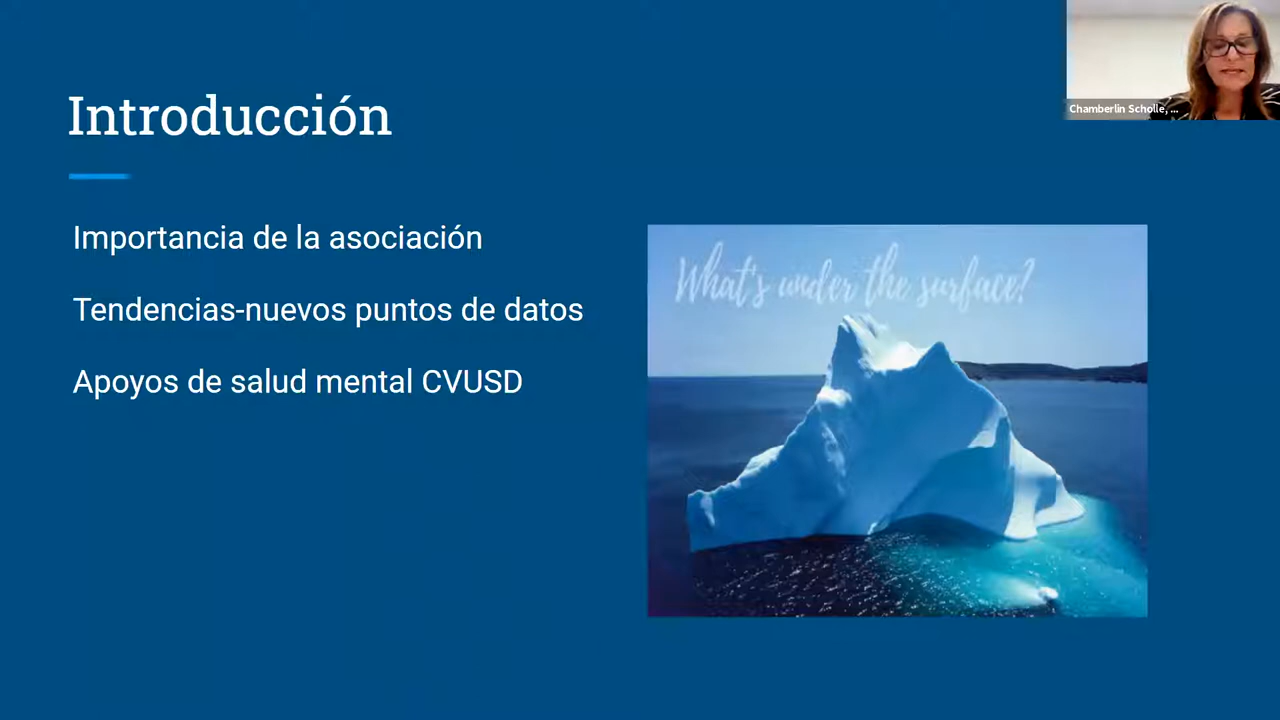 Introducción
Importancia de la asociación
Tendencias-nuevos puntos de datos
Apoyos de salud mental CVUSD
What's under the surface?
Chamberlin Scholle, ...